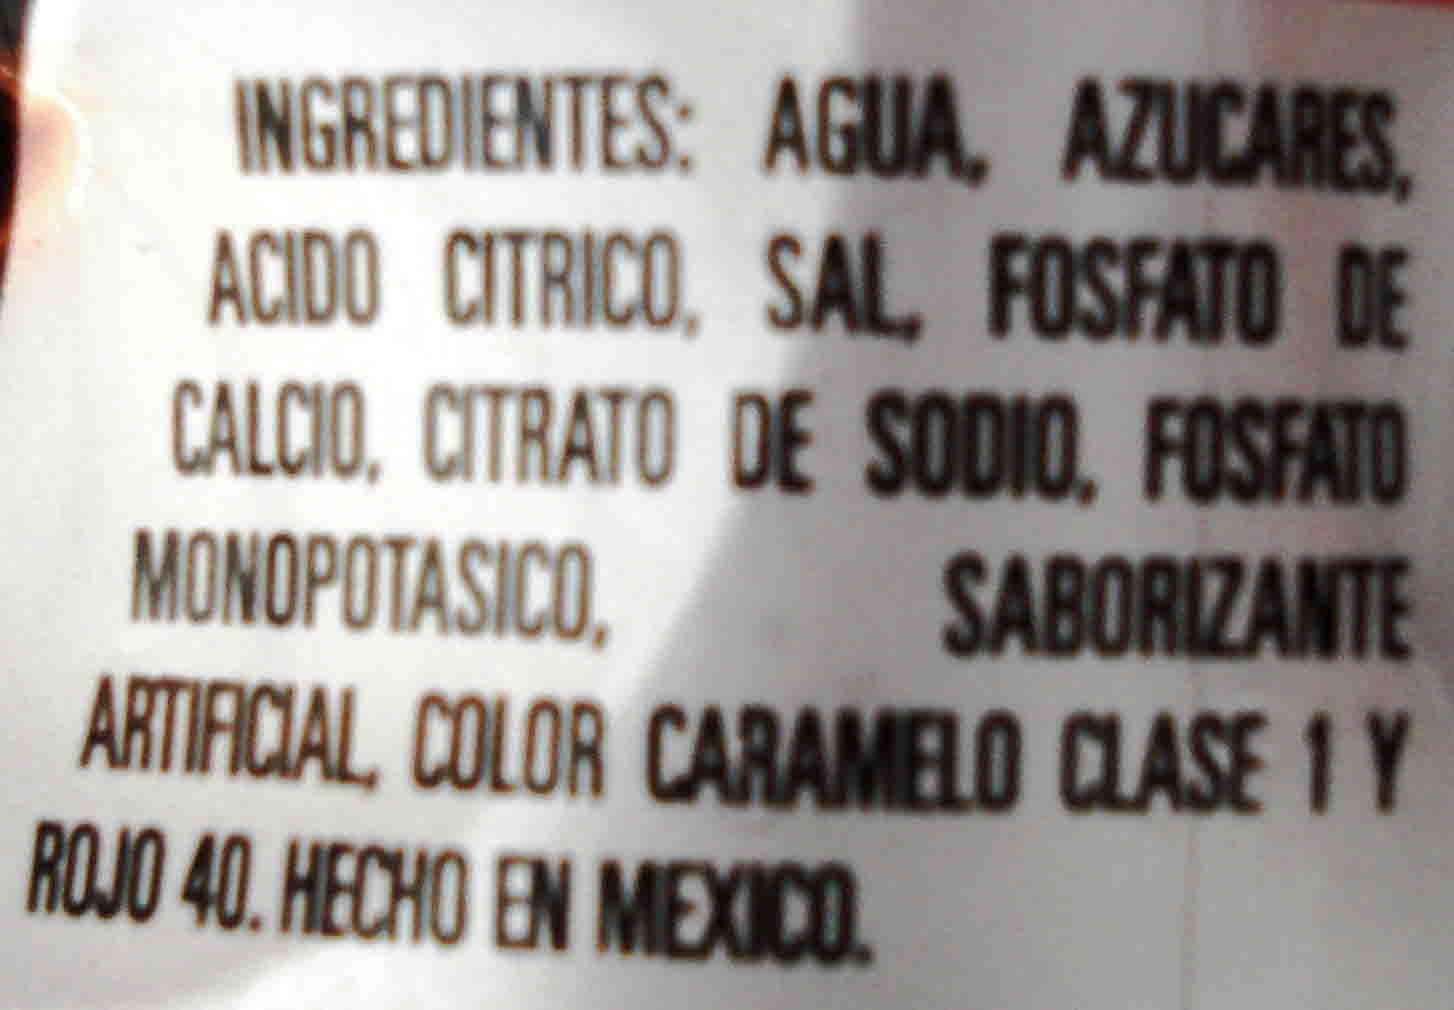 INGREDIENTES: AGUA, AZUCARES,
ACIDO CITRICO, SAL, FOSFATO DE
CALCIO, CITRATO DE SODIO, FOSFATO
MONOPOTASICO, SABORIZANTE
ARTIFICIAL, COLOR CARAMELO CLASE 1 Y
ROJO 40. HECHO EN MEXICO.